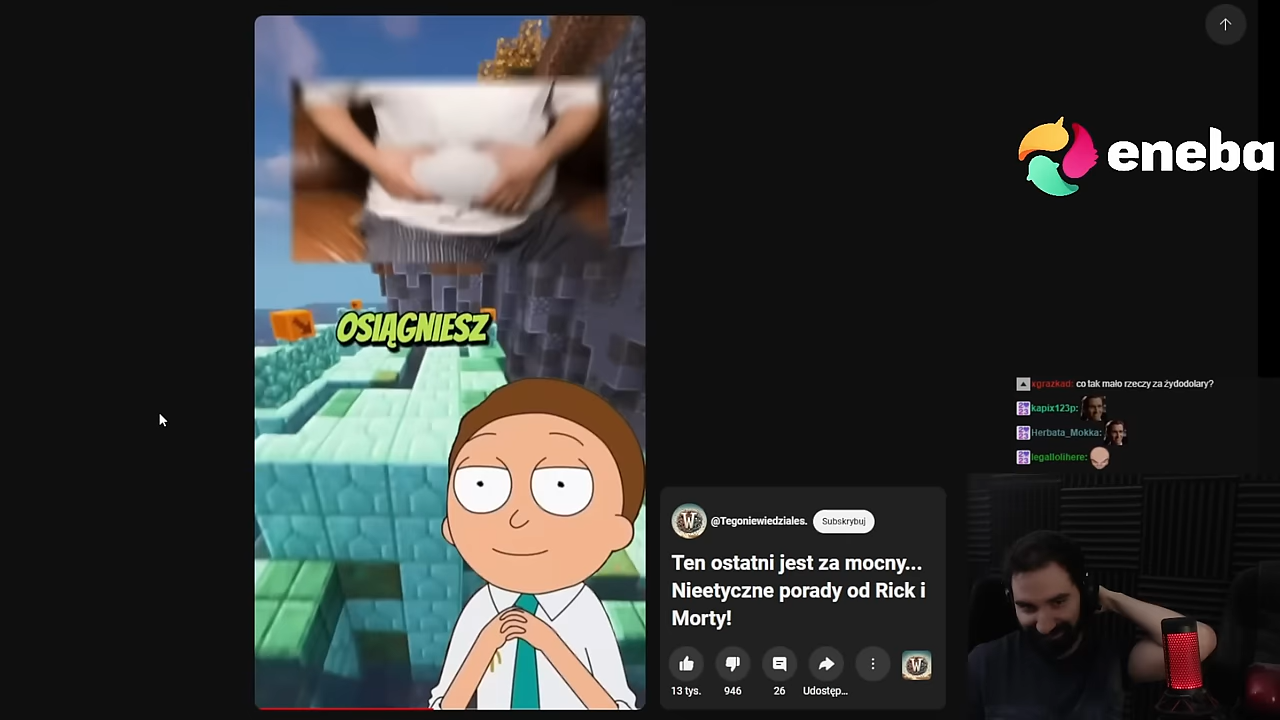 OSIĄGNIESZ
@Tegoniewiedziales.
Subskrybuj
Ten ostatni jest za mocny...
Nieetyczne porady od Rick i
Morty!
13 tys.
946
26
Udostęp...
eneba
xgrazkad: co tak mało rzeczy za żydodolary?
kapix123p:
Herbata_Mokka:
legallolihere: